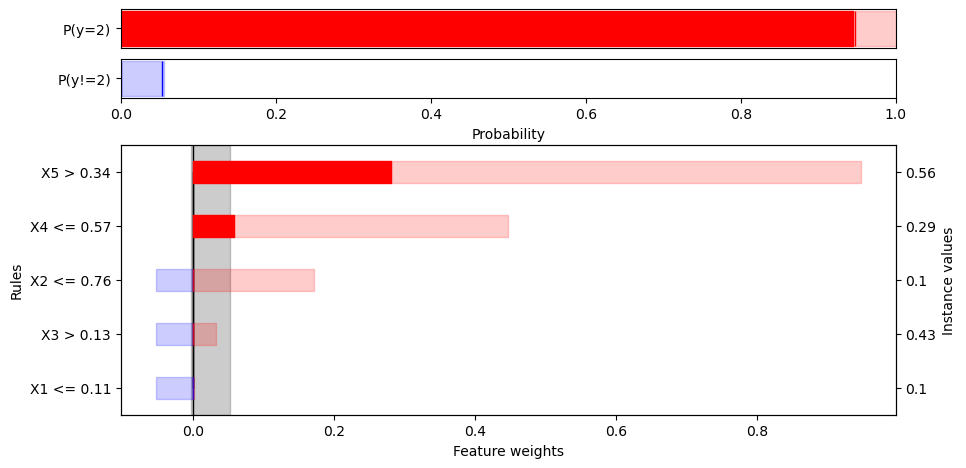 P(y=2)
P(y!=2)
0.0 0.2 0.4 0.6 0.8 1.0
Probability
X5 > 0.34 0.56
X4 <= 0.57 0.29
X2 <= 0.76 0.1
X3 > 0.13 0.43
X1 <= 0.11 0.1
Rules
Instance values
0.0 0.2 0.4 0.6 0.8
Feature weights